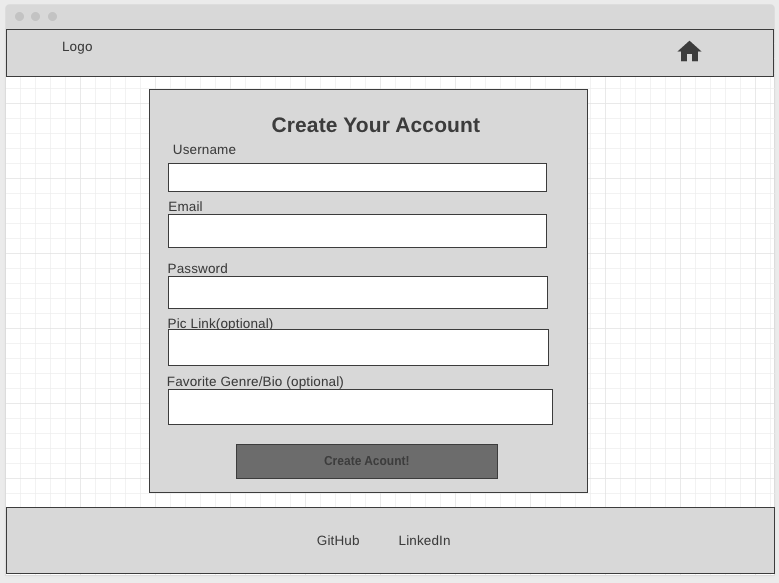 Logo
Create Your Account
Username
Email
Password
Pic Link(optional)
Favorite Genre/Bio (optional)
Create Acount!
GitHub LinkedIn